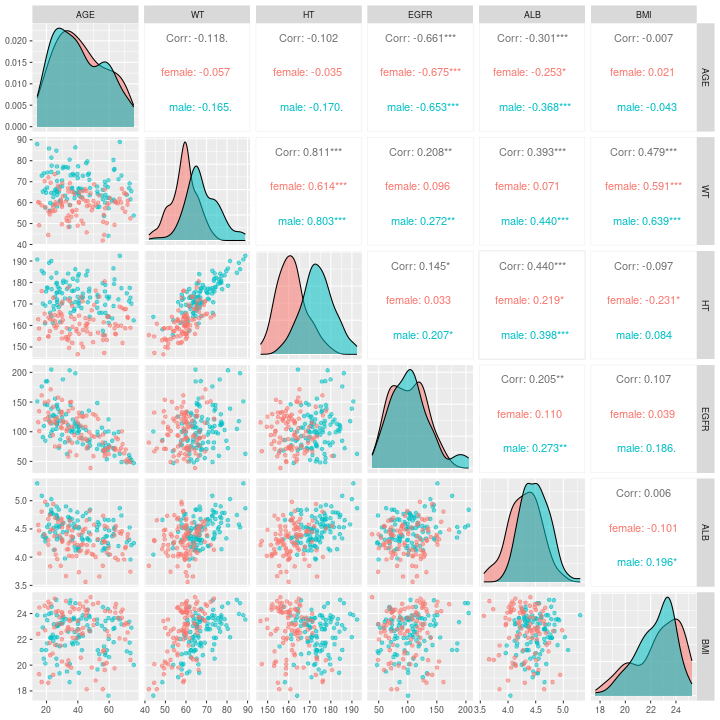 AGE WT HT EGFR ALB BMI
0.020
0.015
0.010
0.005
0.000
Corr: -0.118.
female: -0.057
male: -0.165.
Corr: -0.102
female: -0.035
male: -0.170.
Corr: -0.661***
female: -0.675***
male: -0.653***
Corr: -0.301***
female: -0.253*
male: -0.368***
Corr: -0.007
female: 0.021
male: -0.043
AGE
90
80
70
60
50
40
Corr: 0.811***
female: 0.614***
male: 0.803***
Corr: 0.208**
female: 0.096
male: 0.272**
Corr: 0.393***
female: 0.071
male: 0.440***
Corr: 0.479***
female: 0.591***
male: 0.639***
WT
190
180
170
160
150
Corr: 0.145*
female: 0.033
male: 0.207*
Corr: 0.440***
female: 0.219*
male: 0.398***
Corr: -0.097
female: -0.231*
male: 0.084
HT
200
150
100
50
Corr: 0.205**
female: 0.110
male: 0.273**
Corr: 0.107
female: 0.039
male: 0.186.
EGFR
5.0
4.5
4.0
3.5
Corr: 0.006
female: -0.101
male: 0.196*
ALB
24
22
20
18
BMI
20 40 60 40 50 60 70 80 90 150 160 170 180 190 50 100 150 200 3.5 4.0 4.5 5.0 18 20 22 24